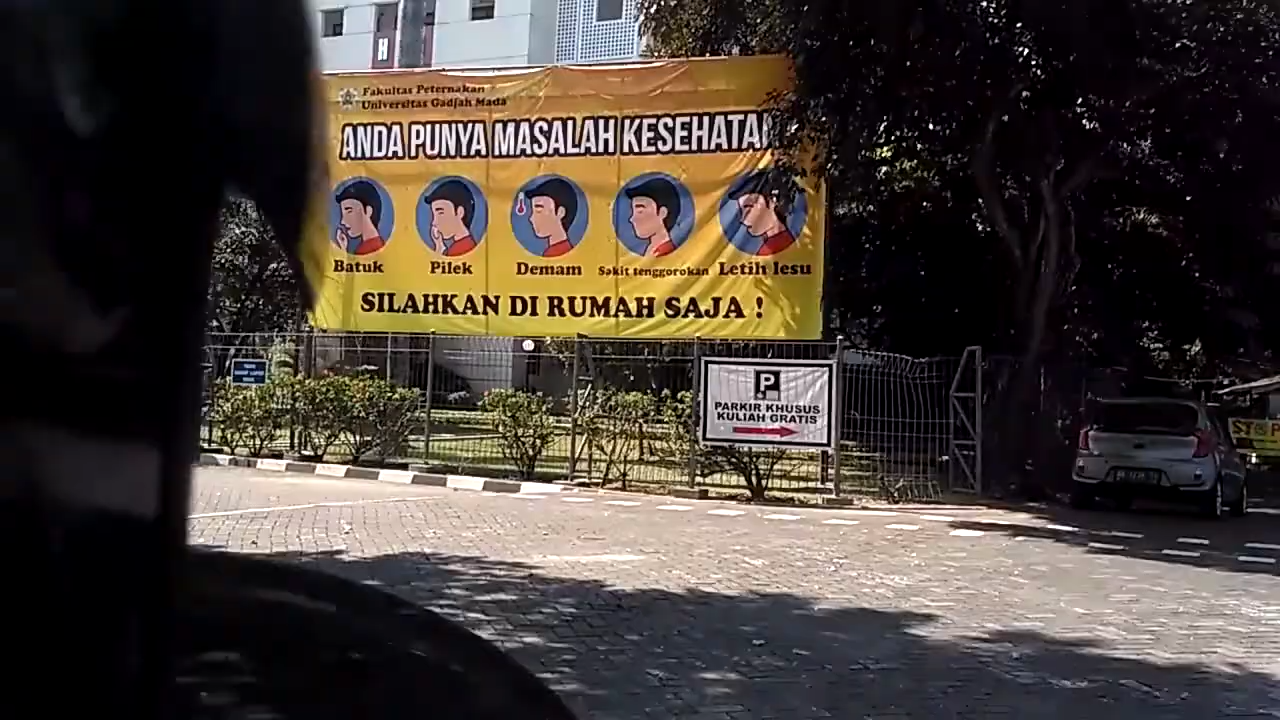 H
Fakultas Peternakan
Universitas Gadjah Mada
ANDA PUNYA MASALAH KESEHATAN
Batuk Pilek Demam Sakit tenggorokan Letih lesu
SILAHKAN DI RUMAH SAJA !
P
PARKIR KHUSUS
KULIAH GRATIS